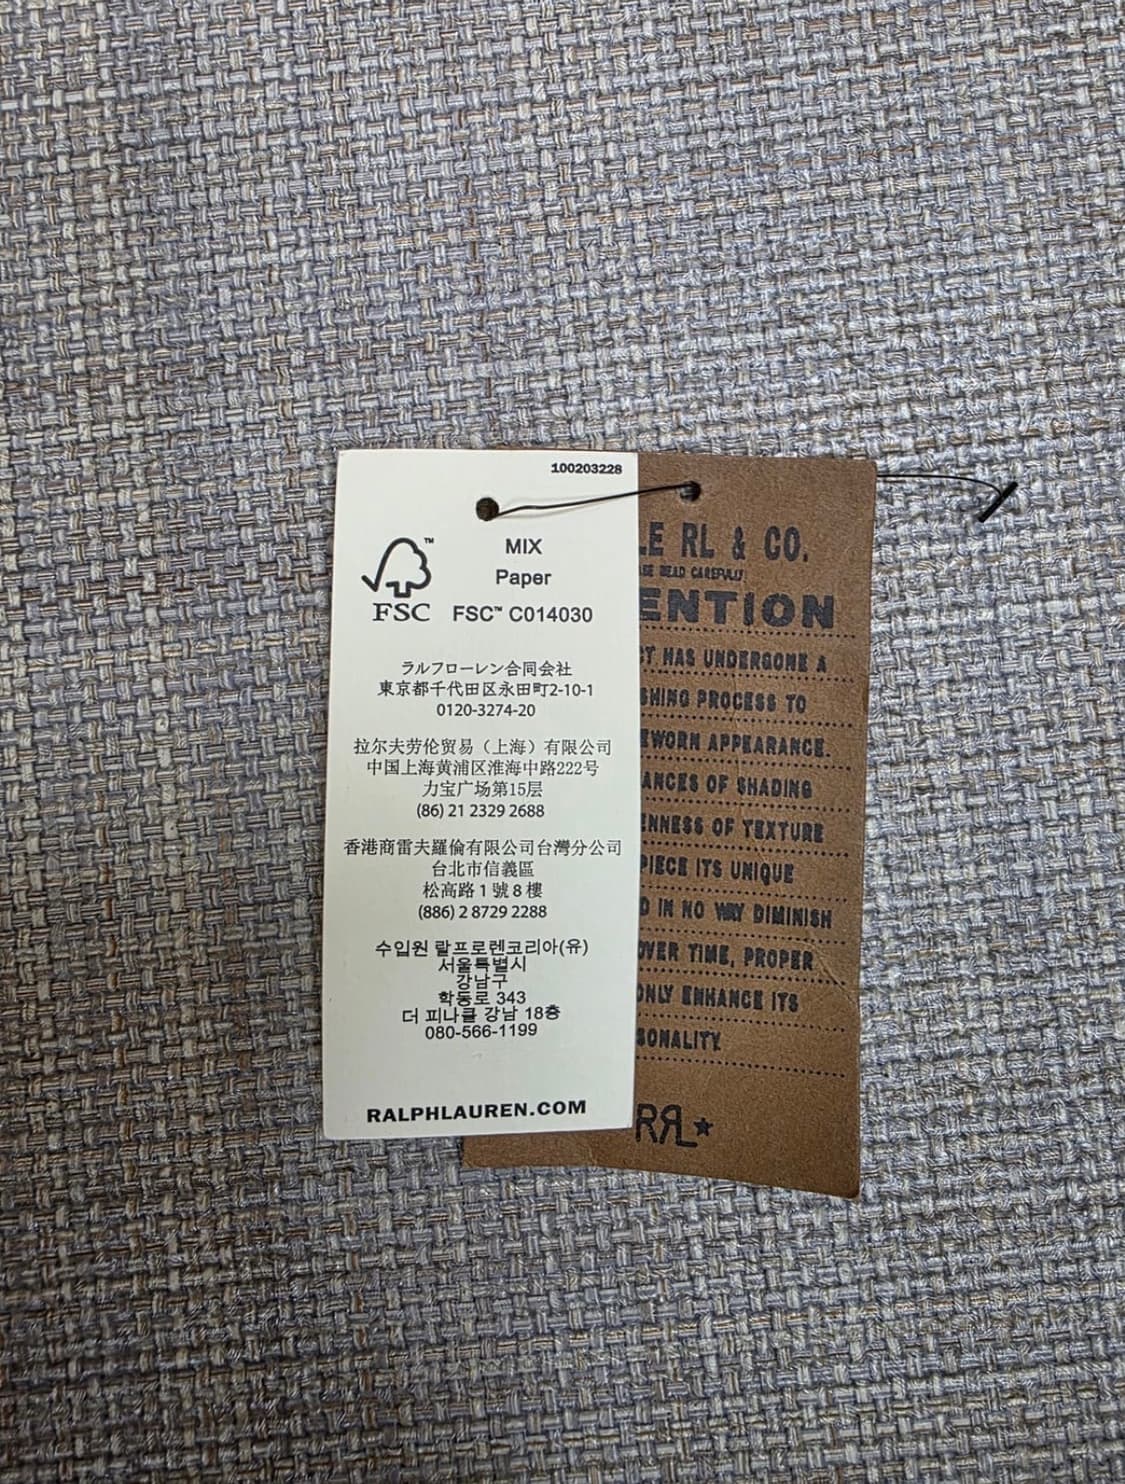 100203228
MIX
Paper
FSC™ C014030
FSC
ラルフローレン合同会社
東京都千代田区永田町2-10-1
0120-3274-20
拉尔夫劳伦贸易（上海）有限公司
中国上海黄浦区淮海中路222号
力宝广场第15层
(86) 21 2329 2688
香港商雷夫羅倫有限公司台灣分公司
台北市信義區
松高路 1 號 8 樓
(886) 2 8729 2288
수입원 랄프로렌코리아(유)
서울특별시
강남구
학동로 343
더 피나클 강남 18층
080-566-1199
RALPHLAUREN.COM
LE RL & CO.
READ CAREFULLY
ENTION
HAS UNDERGONE A
SHING PROCESS TO
EWORN APPEARANCE.
ANCES OF SHADING
ENNESS OF TEXTURE
PIECE ITS UNIQUE
D IN NO WAY DIMINISH
OVER TIME, PROPER
ONLY ENHANCE ITS
SONALITY.
RRL